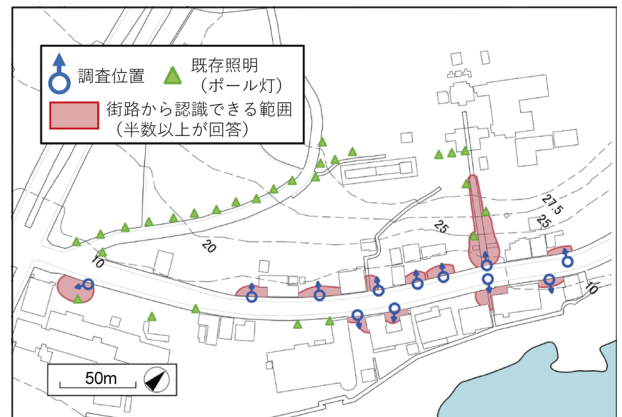 調査位置
既存照明
（ポール灯）
街路から認識できる範囲
（半数以上が回答）
27.5
25
25
20
10
10
50m